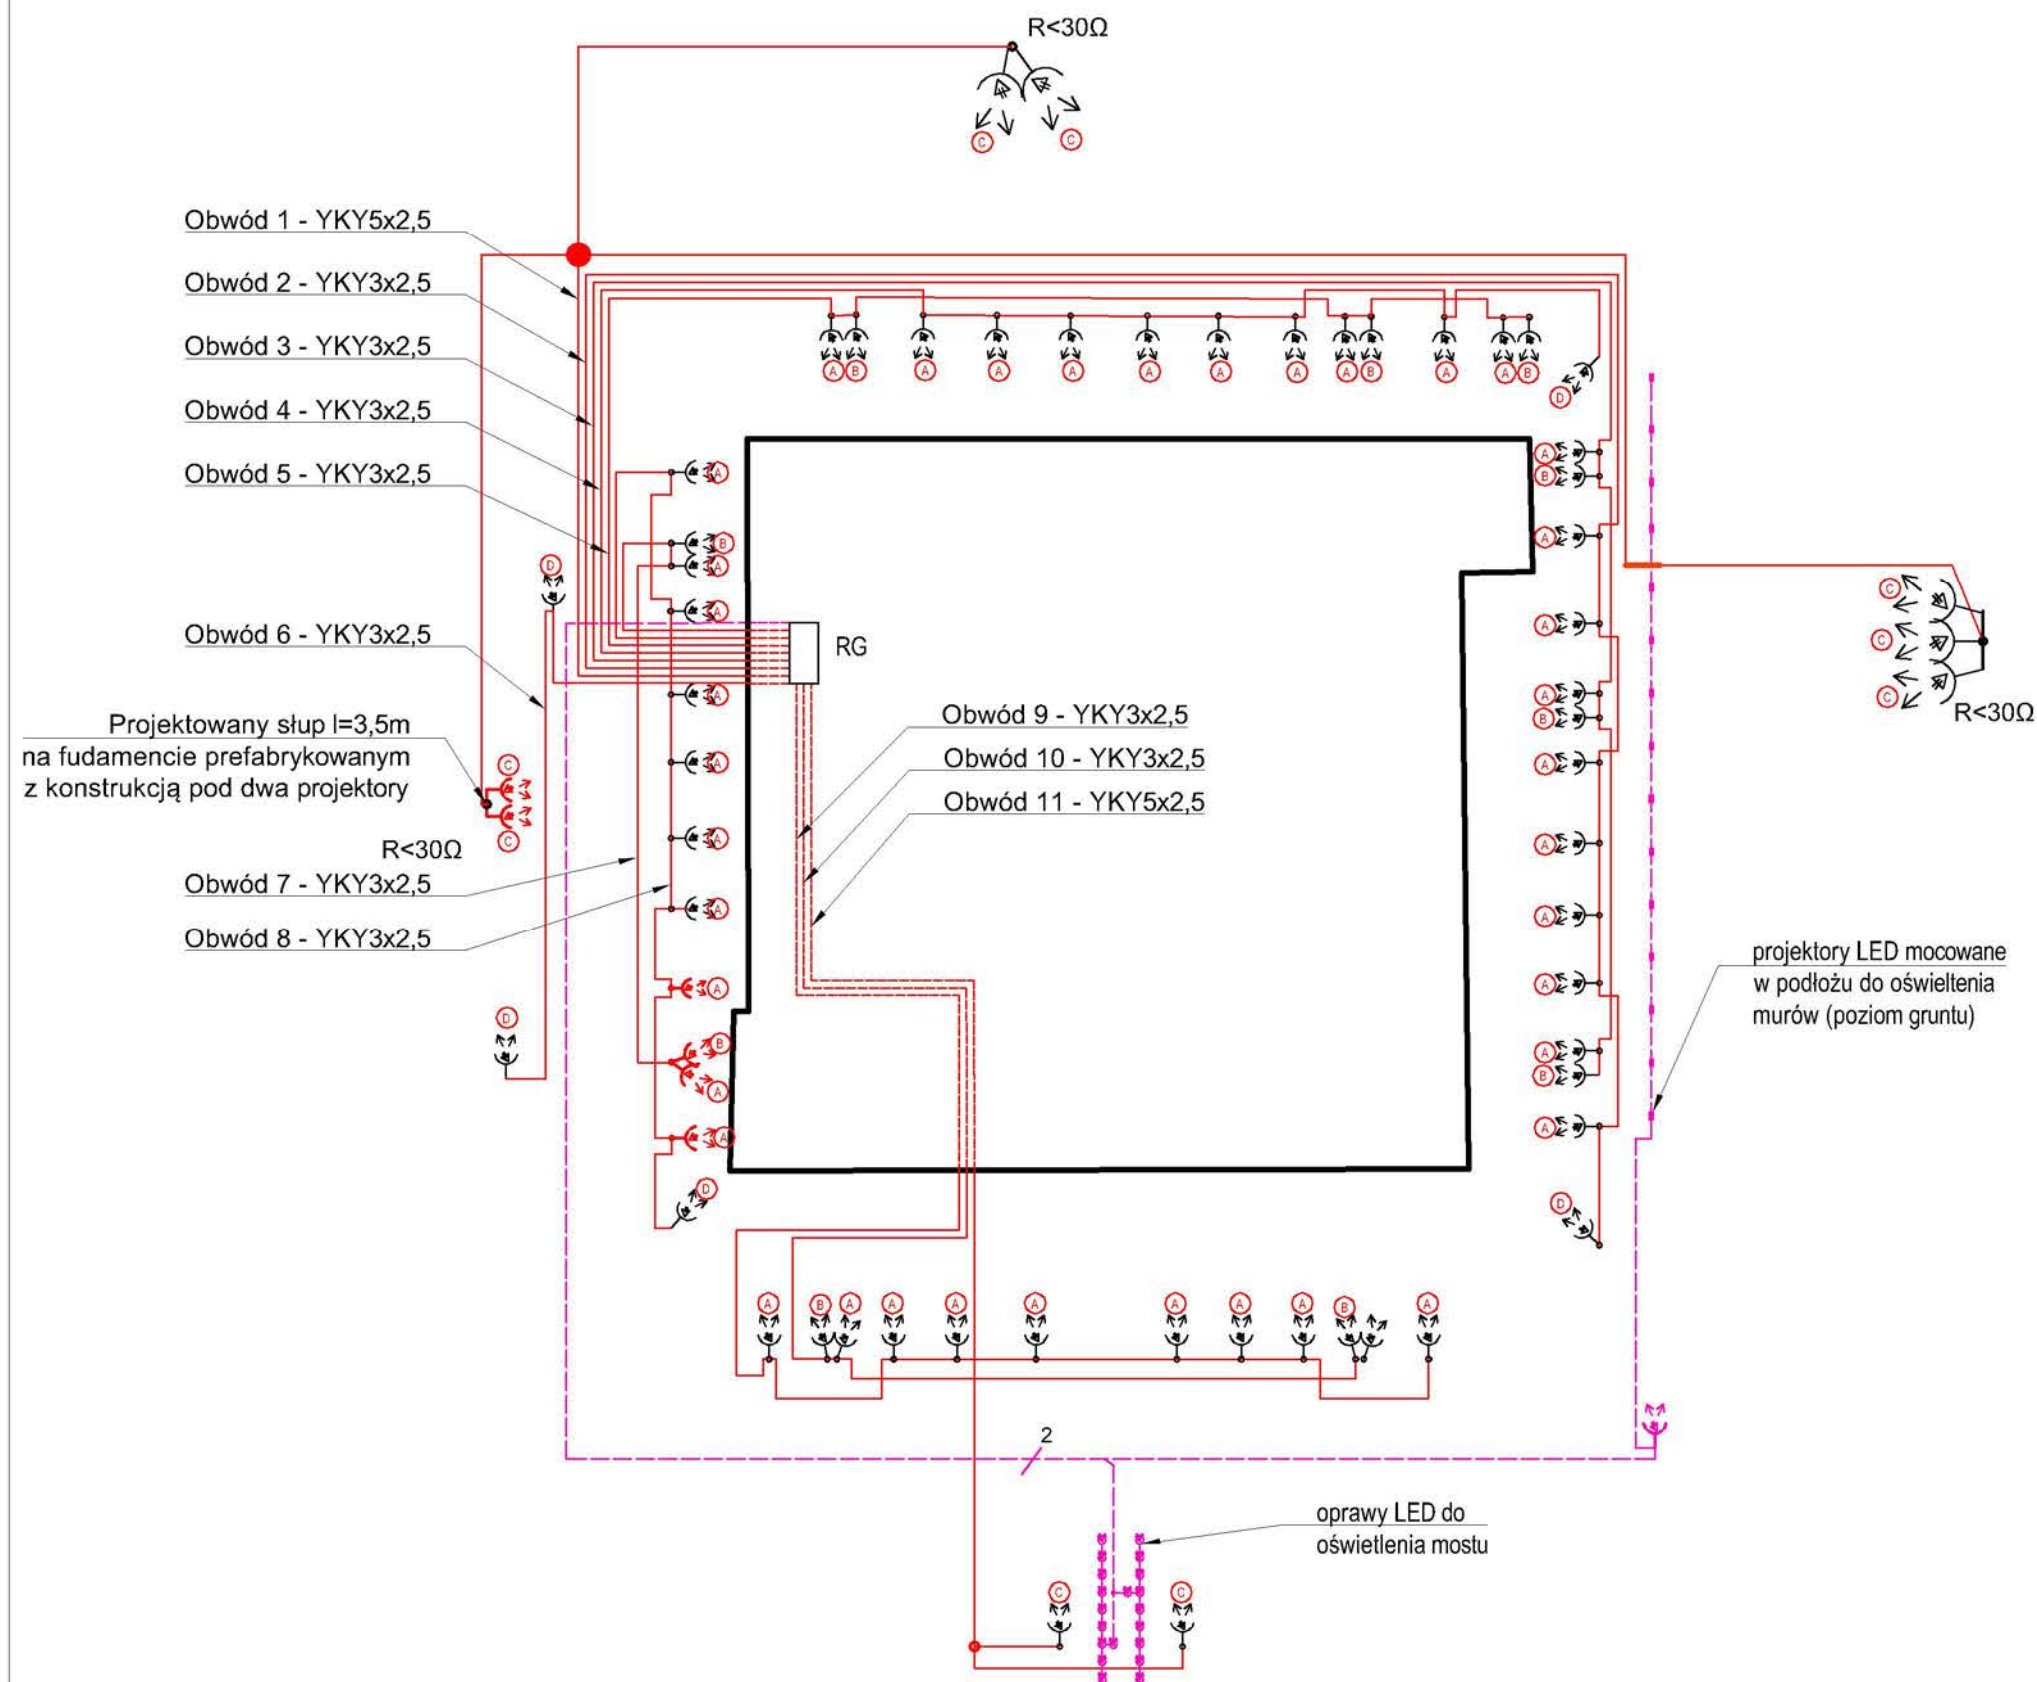 R<30Ω
C
C
Obwód 1 - YKY5x2,5
Obwód 2 - YKY3x2,5
Obwód 3 - YKY3x2,5
Obwód 4 - YKY3x2,5
Obwód 5 - YKY3x2,5
A B A A A A A A A B A A B
D
A
B
A
A
A
A
A
A
A
A
A
A
B
A
D
D
A
B
A
A
A
B
A
A
A
A
A
B
A
D
RG
Obwód 6 - YKY3x2,5
Projektowany słup l=3,5m
na fudamencie prefabrykowanym
z konstrukcją pod dwa projektory
C
C
R<30Ω
Obwód 7 - YKY3x2,5
Obwód 8 - YKY3x2,5
D
Obwód 9 - YKY3x2,5
Obwód 10 - YKY3x2,5
Obwód 11 - YKY5x2,5
C
C
C
R<30Ω
projektory LED mocowane
w podłożu do oświeltenia
murów (poziom gruntu)
A B A A A A A A A B A
2
oprawy LED do
oświetlenia mostu
C C